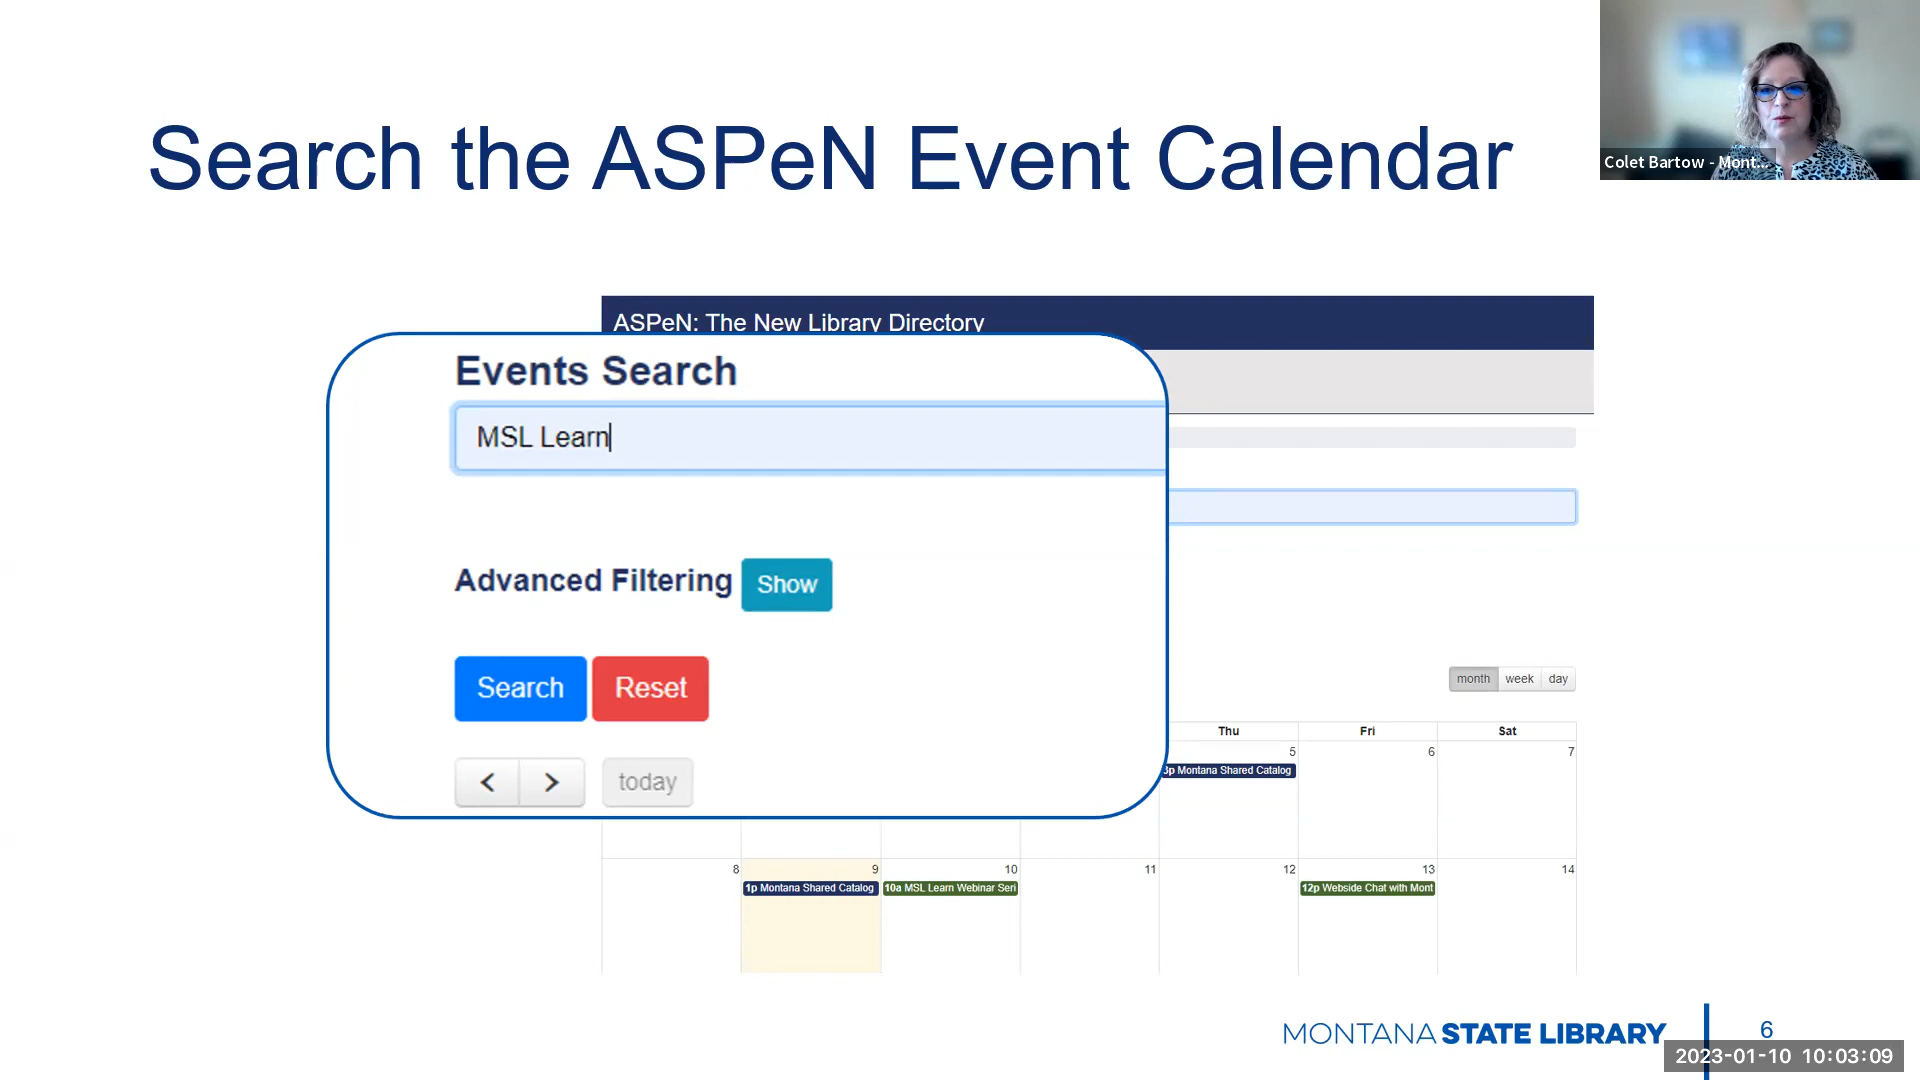 Search the ASPeN Event Calendar
Colet Bartow - Mont...
ASPeN: The New Library Directory
Events Search
MSL Learn
Advanced Filtering Show
Search Reset
< > today
month week day
Thu Fri Sat
5 6 7
3p Montana Shared Catalog
8 9 10 11 12 13 14
1p Montana Shared Catalog 10a MSL Learn Webinar Seri 12p Webside Chat with Mont
MONTANA STATE LIBRARY 6
2023-01-10 10:03:09